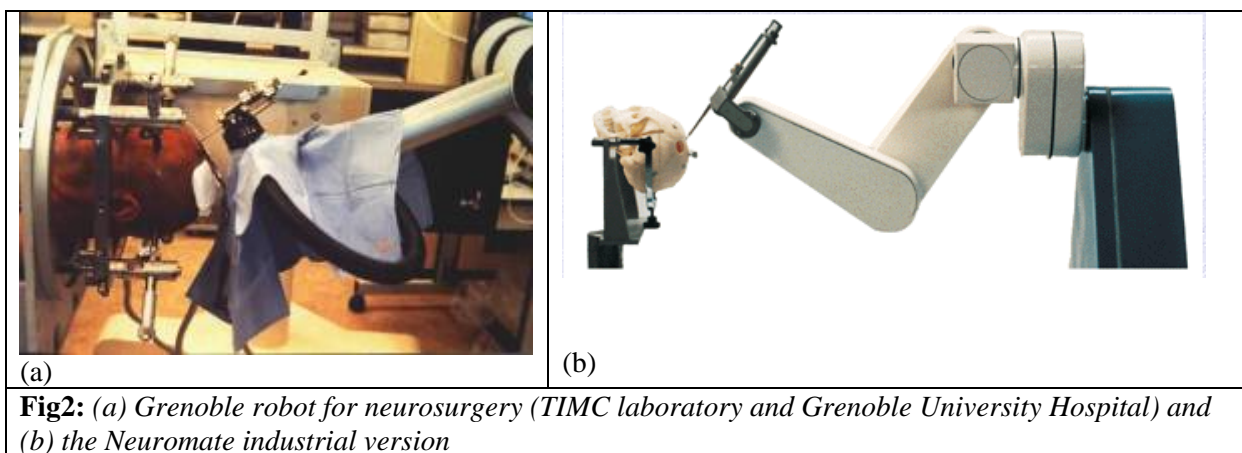 (a)
(b)
Fig2: (a) Grenoble robot for neurosurgery (TIMC laboratory and Grenoble University Hospital) and
(b) the Neuromate industrial version